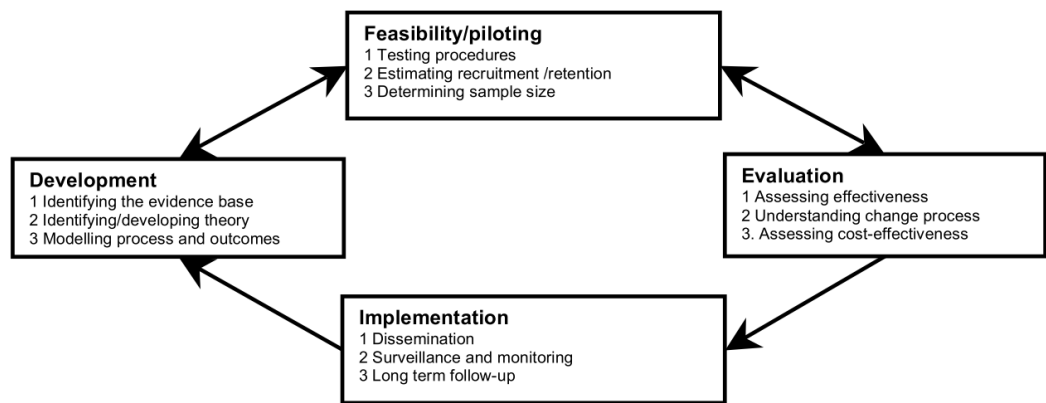 Feasibility/piloting
1 Testing procedures
2 Estimating recruitment /retention
3 Determining sample size
Development
1 Identifying the evidence base
2 Identifying/developing theory
3 Modelling process and outcomes
Evaluation
1 Assessing effectiveness
2 Understanding change process
3. Assessing cost-effectiveness
Implementation
1 Dissemination
2 Surveillance and monitoring
3 Long term follow-up